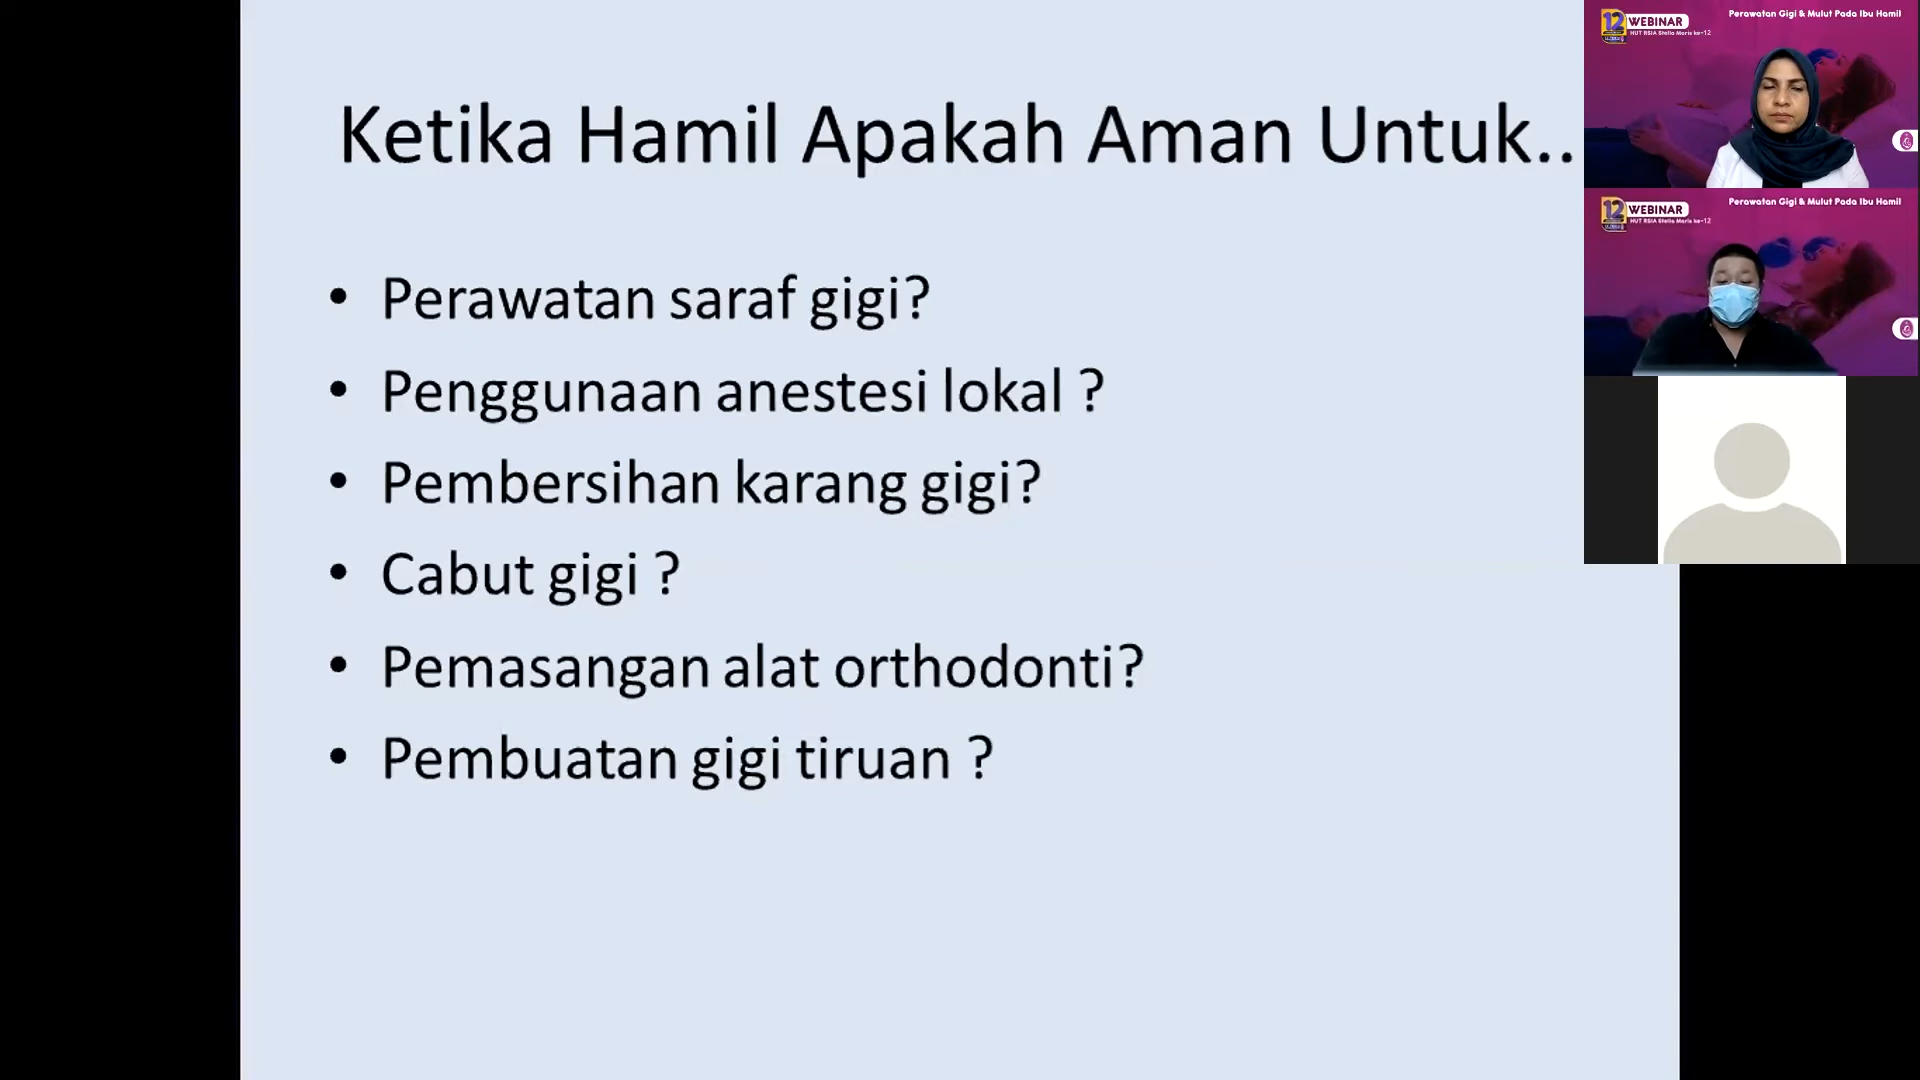 Ketika Hamil Apakah Aman Untuk..
• Perawatan saraf gigi?
• Penggunaan anestesi lokal ?
• Pembersihan karang gigi?
• Cabut gigi ?
• Pemasangan alat orthodonti?
• Pembuatan gigi tiruan ?
12 WEBINAR
HUT RSIA Stella Maris ke-12
Perawatan Gigi & Mulut Pada Ibu Hamil
12 WEBINAR
HUT RSIA Stella Maris ke-12
Perawatan Gigi & Mulut Pada Ibu Hamil